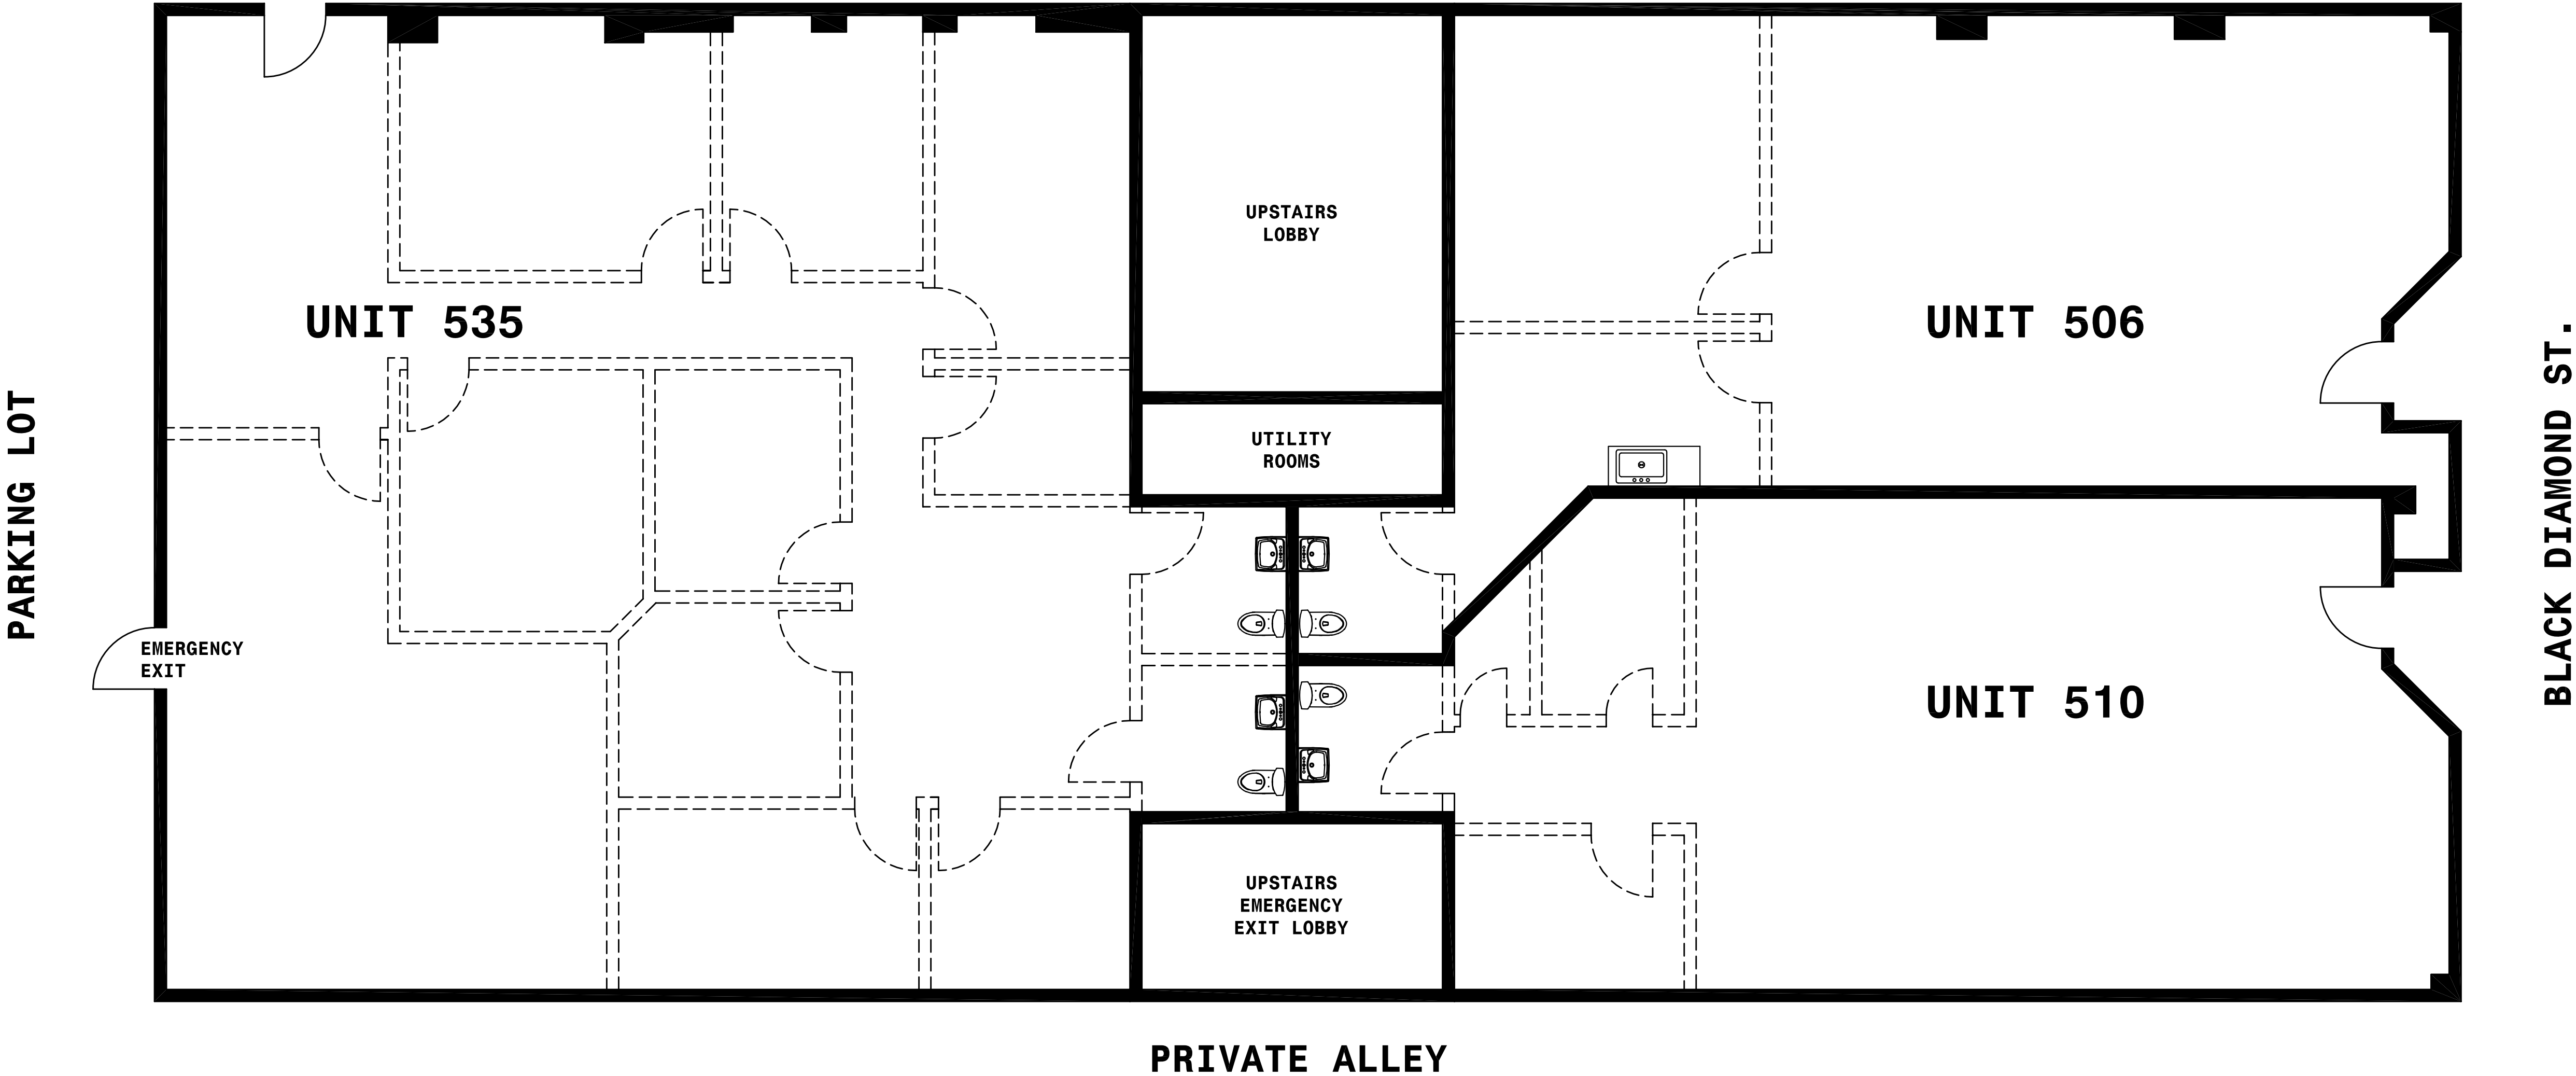 UPSTAIRS
LOBBY
UNIT 535
UNIT 506
PARKING LOT
UTILITY
ROOMS
BLACK DIAMOND ST.
EMERGENCY
EXIT
UNIT 510
UPSTAIRS
EMERGENCY
EXIT LOBBY
PRIVATE ALLEY